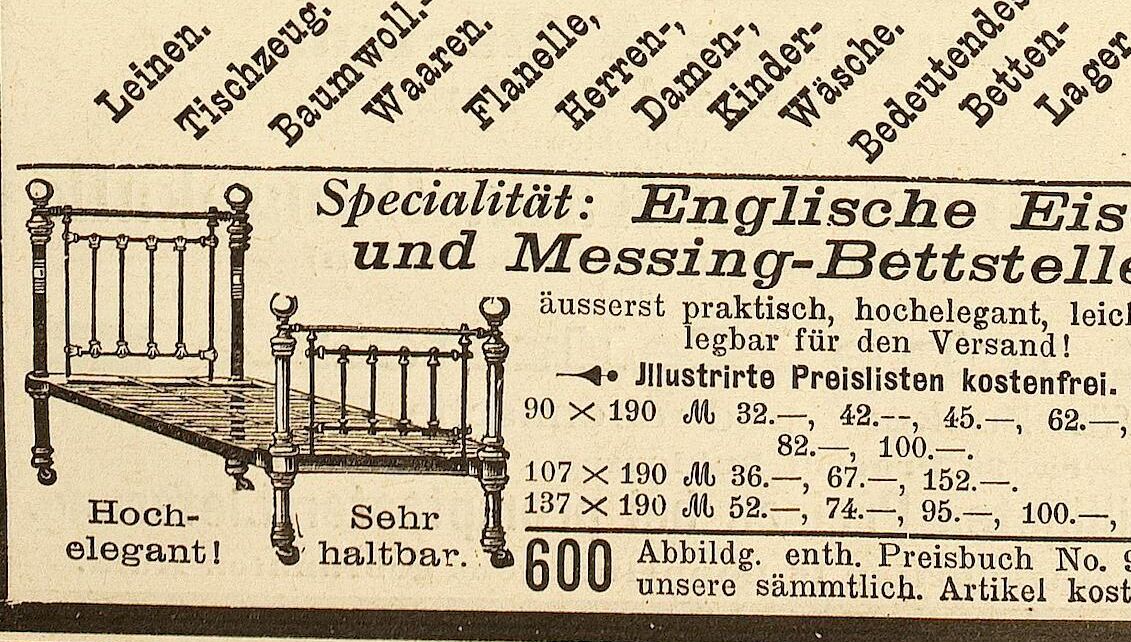 Leinen.
Tischzeug.
Baumwoll.-
Waaren.
Flanelle,
Herren-,
Damen-,
Kinder-
Wäsche.
Bedeutendes
Betten-
Lager
Specialität: Englische Eis
und Messing-Bettstelle
äusserst praktisch, hochelegant, leich
legbar für den Versand!
Jllustrirte Preislisten kostenfrei.
90 × 190 ℳ 32.—, 42.--, 45.—, 62.—,
82.—, 100.—.
107 × 190 ℳ 36.—, 67.—, 152.—.
137 × 190 ℳ 52.—, 74.—, 95.—, 100.—,
Hoch-
elegant!
Sehr
haltbar.
600 Abbildg. enth. Preisbuch No. 9
unsere sämmtlich. Artikel kost